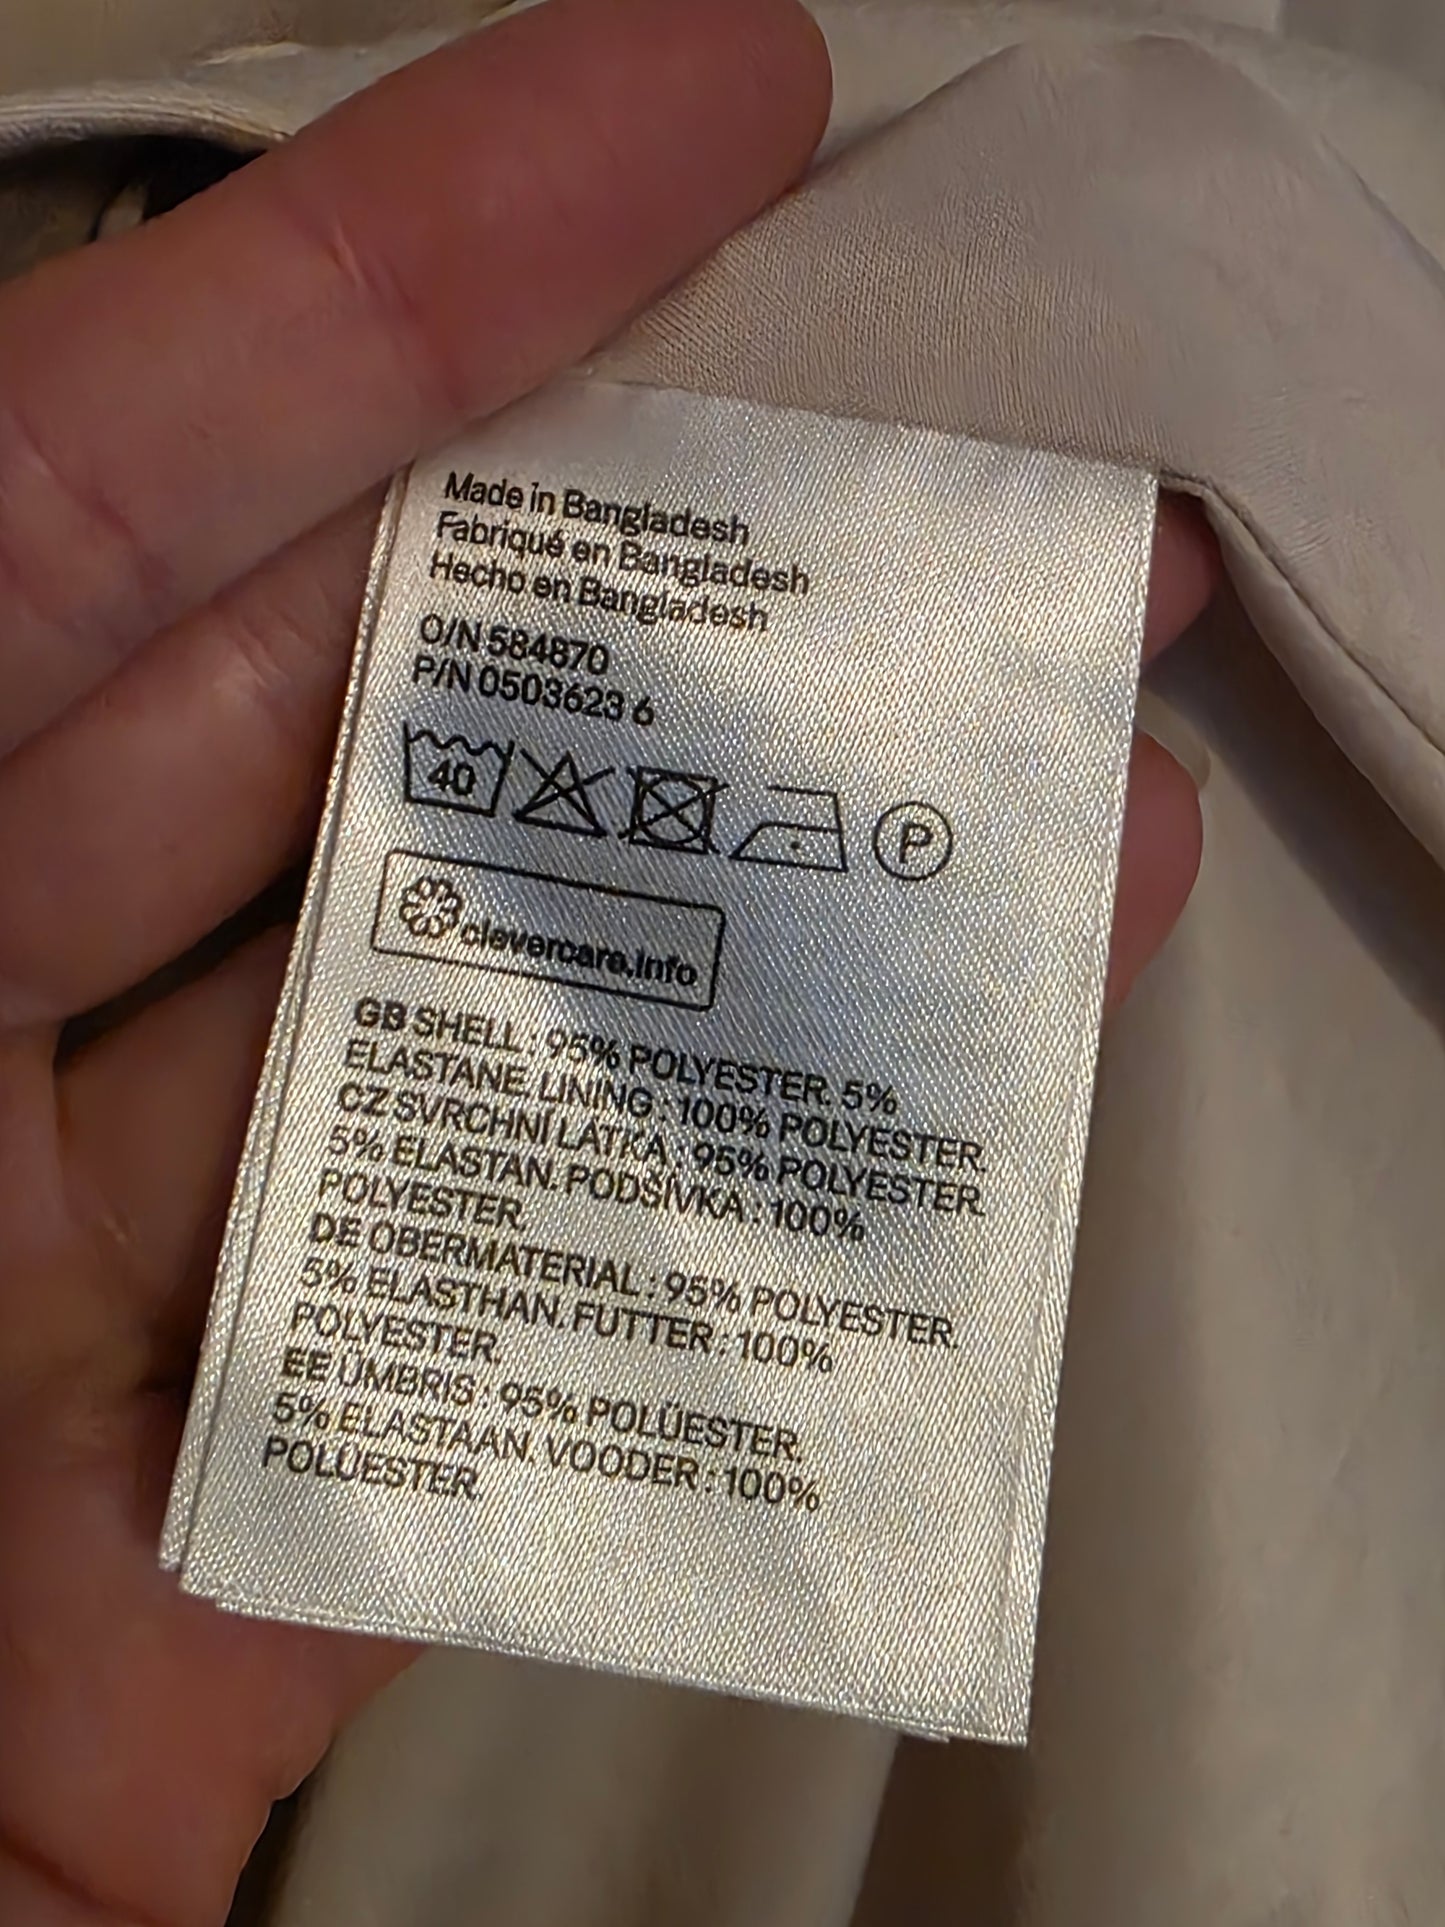 Made in Bangladesh
Fabriqué en Bangladesh
Hecho en Bangladesh
O/N 584870
P/N 0503623 6
40
P
clevercare.info
GB SHELL : 95% POLYESTER. 5%
ELASTANE. LINING : 100% POLYESTER.
CZ SVRCHNÍ LÁTKA : 95% POLYESTER.
5% ELASTAN. PODŠÍVKA : 100%
POLYESTER.
DE OBERMATERIAL : 95% POLYESTER.
5% ELASTHAN. FUTTER : 100%
POLYESTER.
EE ÜMBRIS : 95% POLÜESTER.
5% ELASTAAN. VOODER : 100%
POLÜESTER.